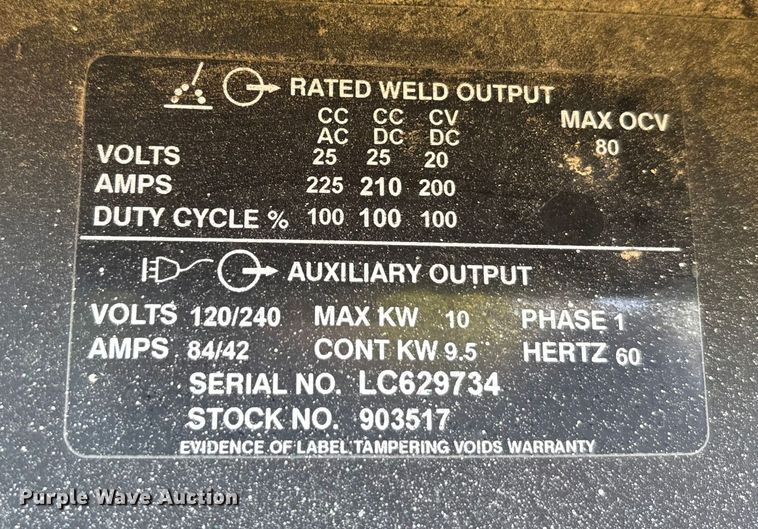 RATED WELD OUTPUT
CC CC CV MAX OCV
AC DC DC 80
VOLTS 25 25 20
AMPS 225 210 200
DUTY CYCLE % 100 100 100
AUXILIARY OUTPUT
VOLTS 120/240 MAX KW 10 PHASE 1
AMPS 84/42 CONT KW 9.5 HERTZ 60
SERIAL NO. LC629734
STOCK NO. 903517
EVIDENCE OF LABEL TAMPERING VOIDS WARRANTY
Purple Wave Auction